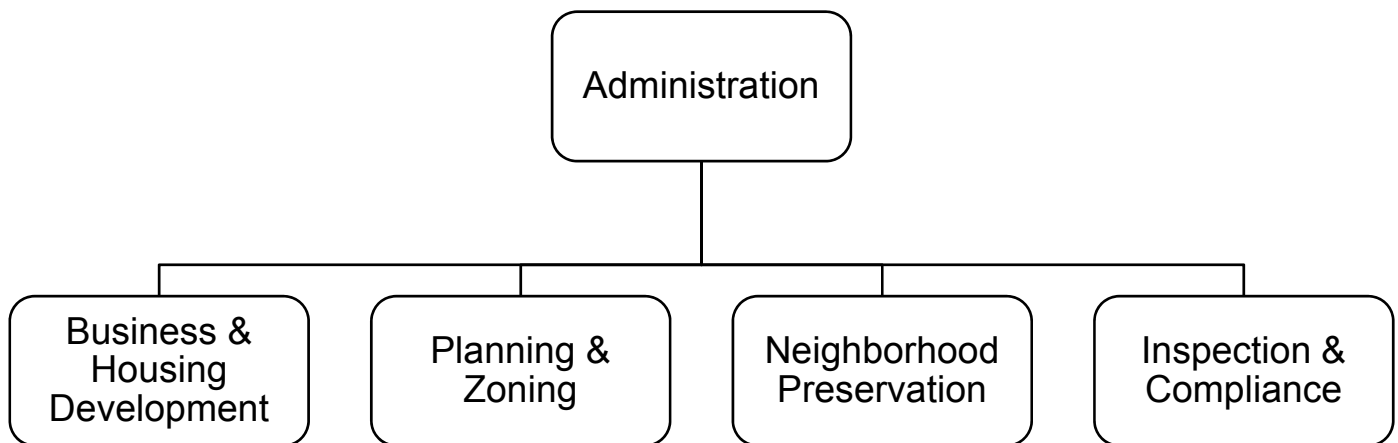 Administration
Business &
Housing
Development
Planning &
Zoning
Neighborhood
Preservation
Inspection &
Compliance